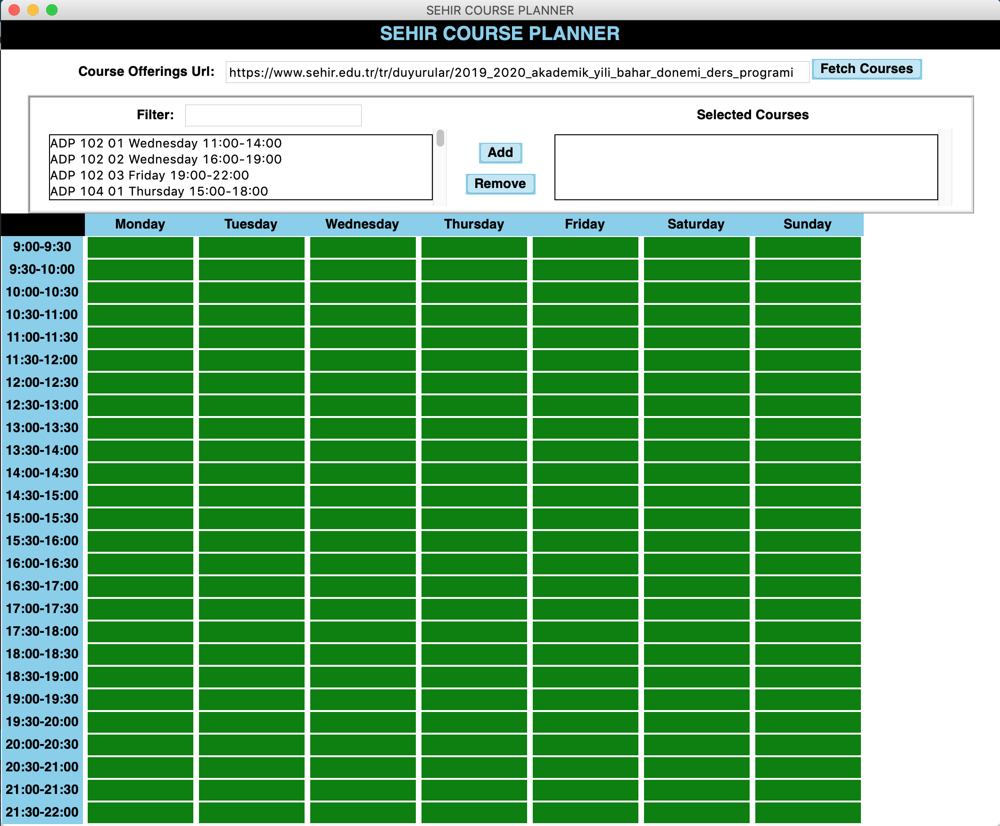 SEHIR COURSE PLANNER
SEHIR COURSE PLANNER
Course Offerings Url: https://www.sehir.edu.tr/tr/duyurular/2019_2020_akademik_yili_bahar_donemi_ders_programi Fetch Courses
Filter: Selected Courses
ADP 102 01 Wednesday 11:00-14:00
ADP 102 02 Wednesday 16:00-19:00
ADP 102 03 Friday 19:00-22:00
ADP 104 01 Thursday 15:00-18:00
Add
Remove
Monday Tuesday Wednesday Thursday Friday Saturday Sunday
9:00-9:30
9:30-10:00
10:00-10:30
10:30-11:00
11:00-11:30
11:30-12:00
12:00-12:30
12:30-13:00
13:00-13:30
13:30-14:00
14:00-14:30
14:30-15:00
15:00-15:30
15:30-16:00
16:00-16:30
16:30-17:00
17:00-17:30
17:30-18:00
18:00-18:30
18:30-19:00
19:00-19:30
19:30-20:00
20:00-20:30
20:30-21:00
21:00-21:30
21:30-22:00